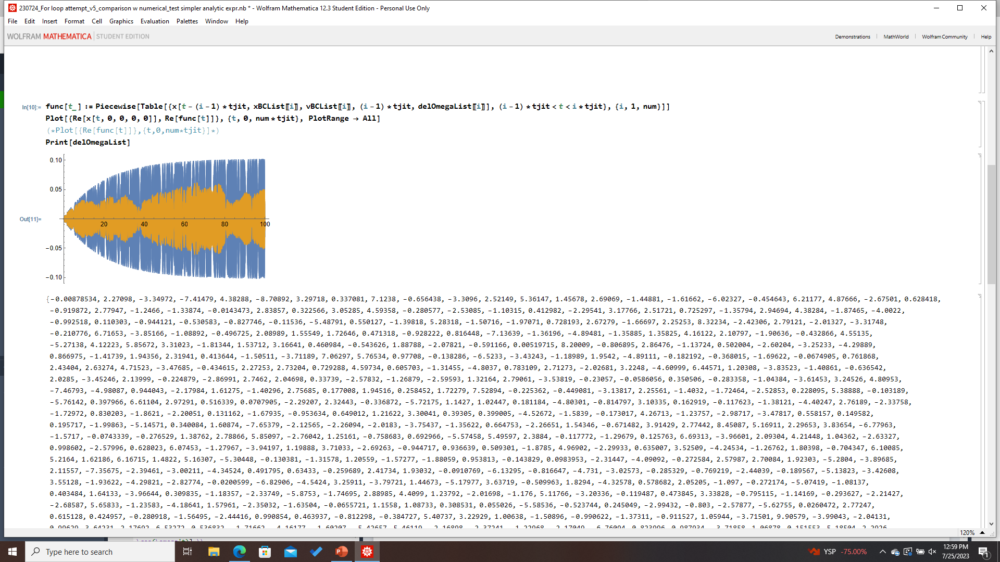 230724_For loop attempt_v5_comparison w numerical_test simpler analytic expr.nb * - Wolfram Mathematica 12.3 Student Edition - Personal Use Only
File Edit Insert Format Cell Graphics Evaluation Palettes Window Help
WOLFRAM MATHEMATICA STUDENT EDITION
Demonstrations MathWorld Wolfram Community Help
In[10]:= func[t_] := Piecewise[Table[{x[t - (i - 1) * tjit, xBCList〚i〛, vBCList〚i〛, (i - 1) * tjit, delOmegaList〚i〛], (i - 1) * tjit < t < i * tjit}, {i, 1, num}]]
Plot[{Re[x[t, 0, 0, 0, 0]], Re[func[t]]}, {t, 0, num * tjit}, PlotRange → All]
(*Plot[{Re[func[t]]},{t,0,num*tjit}]*)
Print[delOmegaList]
0.10
0.05
Out[11]=
20 40 60 80 100
-0.05
-0.10
{-0.00878534, 2.27098, -3.34972, -7.41479, 4.38288, -8.70892, 3.29718, 0.337081, 7.1238, -0.656438, -3.3096, 2.52149, 5.36147, 1.45678, 2.69069, -1.44881, -1.61662, -6.02327, -0.454643, 6.21177, 4.87666, -2.67501, 0.628418,
-0.919872, 2.77947, -1.2466, -1.33874, -0.0143473, 2.83857, 0.322566, 3.05285, 4.59358, -0.280577, -2.53085, -1.10315, 0.412982, -2.29541, 3.17766, 2.51721, 0.725297, -1.35794, 2.94694, 4.38284, -1.87465, -4.0022,
-0.992518, 0.110303, -0.944121, -0.530583, -0.827746, -0.11536, -5.48791, 0.550127, -1.39818, 5.28318, -1.50716, -1.97071, 0.728193, 2.67279, -1.66697, 2.25253, 8.32234, -2.42306, 2.79121, -2.01327, -3.31748,
-0.210776, 6.71653, -3.85166, -1.08892, -0.496725, 2.08989, 1.55549, 1.72646, 0.471318, -0.928222, 0.816448, -7.13639, -1.36196, -4.89481, -1.35885, 1.35825, 4.16122, 2.10797, -1.90636, -0.432866, 4.55135,
-5.27138, 4.12223, 5.85672, 3.31023, -1.81344, 1.53712, 3.16641, 0.460984, -0.543626, 1.88788, -2.07821, -0.591166, 0.00519715, 8.20009, -0.806895, 2.86476, -1.13724, 0.502004, -2.60204, -3.25233, -4.29889,
0.866975, -1.41739, 1.94356, 2.31941, 0.413644, -1.50511, -3.71189, 7.06297, 5.76534, 0.97708, -0.138286, -6.5233, -3.43243, -1.18989, 1.9542, -4.89111, -0.182192, -0.368015, -1.69622, -0.0674905, 0.761868,
2.43404, 2.63274, 4.71523, -3.47685, -0.434615, 2.27253, 2.73204, 0.729288, 4.59734, 0.605703, -1.31455, -4.8037, 0.783109, 2.71273, -2.02681, 3.2248, -4.60999, 6.44571, 1.20308, -3.83523, -1.40861, -0.636542,
2.0285, -3.45246, 2.13999, -0.224879, -2.86991, 2.7462, 2.04698, 0.33739, -2.57832, -1.26879, -2.59593, 1.32164, 2.79061, -3.53819, -0.23057, -0.0586056, 0.350506, -0.283358, -1.04384, -3.61453, 3.24526, 4.80953,
-7.46793, -4.98087, 0.944043, -2.17984, 1.61275, -1.40296, 2.75685, 0.177008, 1.94516, 0.258452, 1.72279, 7.52894, -0.225362, -0.449081, -3.13817, 2.25561, -1.4032, -1.72464, -2.52853, 0.228095, 5.38888, -0.103189,
-5.76142, 0.397966, 6.61104, 2.97291, 0.516339, 0.0707905, -2.29207, 2.32443, -0.336872, -5.72175, 1.1427, 1.02447, 0.181184, -4.80301, -0.814797, 3.10335, 0.162919, -0.117623, -1.38121, -4.40247, 2.76189, -2.33758,
-1.72972, 0.830203, -1.8621, -2.20051, 0.131162, -1.67935, -0.953634, 0.649012, 1.21622, 3.30041, 0.39305, 0.399005, -4.52672, -1.5839, -0.173017, 4.26713, -1.23757, -2.98717, -3.47817, 0.558157, 0.149582,
0.195717, -1.99863, -5.14571, 0.340084, 1.60874, -7.65379, -2.12565, -2.26094, -2.0183, -3.75437, -1.35622, 0.664753, -2.26651, 1.54346, -0.671482, 3.91429, 2.77442, 8.45087, 5.16911, 2.29653, 3.83654, -6.77963,
-1.5717, -0.0743339, -0.276529, 1.38762, 2.78866, 5.85097, -2.76042, 1.25161, -0.758683, 0.692966, -5.57458, 5.49597, 2.3884, -0.117772, -1.29679, 0.125763, 6.69313, -3.96601, 2.09304, 4.21448, 1.04362, -2.63327,
0.998602, -2.57996, 0.628023, 6.07453, -1.27967, -3.94197, 1.19888, 3.71033, -2.69263, -0.944717, 0.936639, 0.509301, -1.8785, 4.96902, -2.29933, 0.635007, 3.52509, -4.24534, -1.26762, 1.80398, -0.704347, 6.10085,
5.2164, 1.62186, 6.16715, 1.4822, 5.16307, -5.30448, -0.130381, -1.31578, 1.20559, -1.57277, -1.88059, 0.953813, -0.143829, 0.0983953, -2.31447, -4.09092, -0.272584, 2.57987, 2.70084, 1.92303, -5.2804, -3.89685,
2.11557, -7.35675, -2.39461, -3.00211, -4.34524, 0.491795, 0.63433, -0.259689, 2.41734, 1.93032, -0.0910769, -6.13295, -0.816647, -4.731, -3.02573, -0.285329, -0.769219, -2.44039, -0.189567, -5.13823, -3.42608,
3.55128, -1.93622, -4.29821, -2.82774, -0.0200599, -6.82906, -4.5424, 3.25911, -3.79721, 1.44673, -5.17977, 3.63719, -0.509963, 1.8294, -4.32578, 0.578682, 2.05205, -1.097, -0.272174, -5.07419, -1.08137,
0.403484, 1.64133, -3.96644, 0.309835, -1.18357, -2.33749, -5.8753, -1.74695, 2.88985, 4.4099, 1.23792, -2.01698, -1.176, 5.11766, -3.20336, -0.119487, 0.473845, 3.33828, -0.795115, -1.14169, -0.293627, -2.21427,
-2.68587, 5.65833, -1.23583, -4.18641, 1.57961, -2.35032, -1.63504, -0.0655721, 1.1558, 1.08733, 0.308531, 0.055026, -5.58536, -0.523744, 0.245049, -2.99432, -0.803, -2.57877, -5.62755, 0.0260472, 2.77247,
0.615128, 0.424957, -0.280918, -1.56495, -2.44416, 0.990854, 0.463937, -0.812298, -0.384727, 5.40737, 3.22929, 1.00638, -1.50896, -0.990622, -1.37311, -0.911527, 1.05944, -3.71501, 9.90579, -3.99043, -2.04131,
120%
Type here to search
YSP -75.00%
12:59 PM
7/25/2023
1